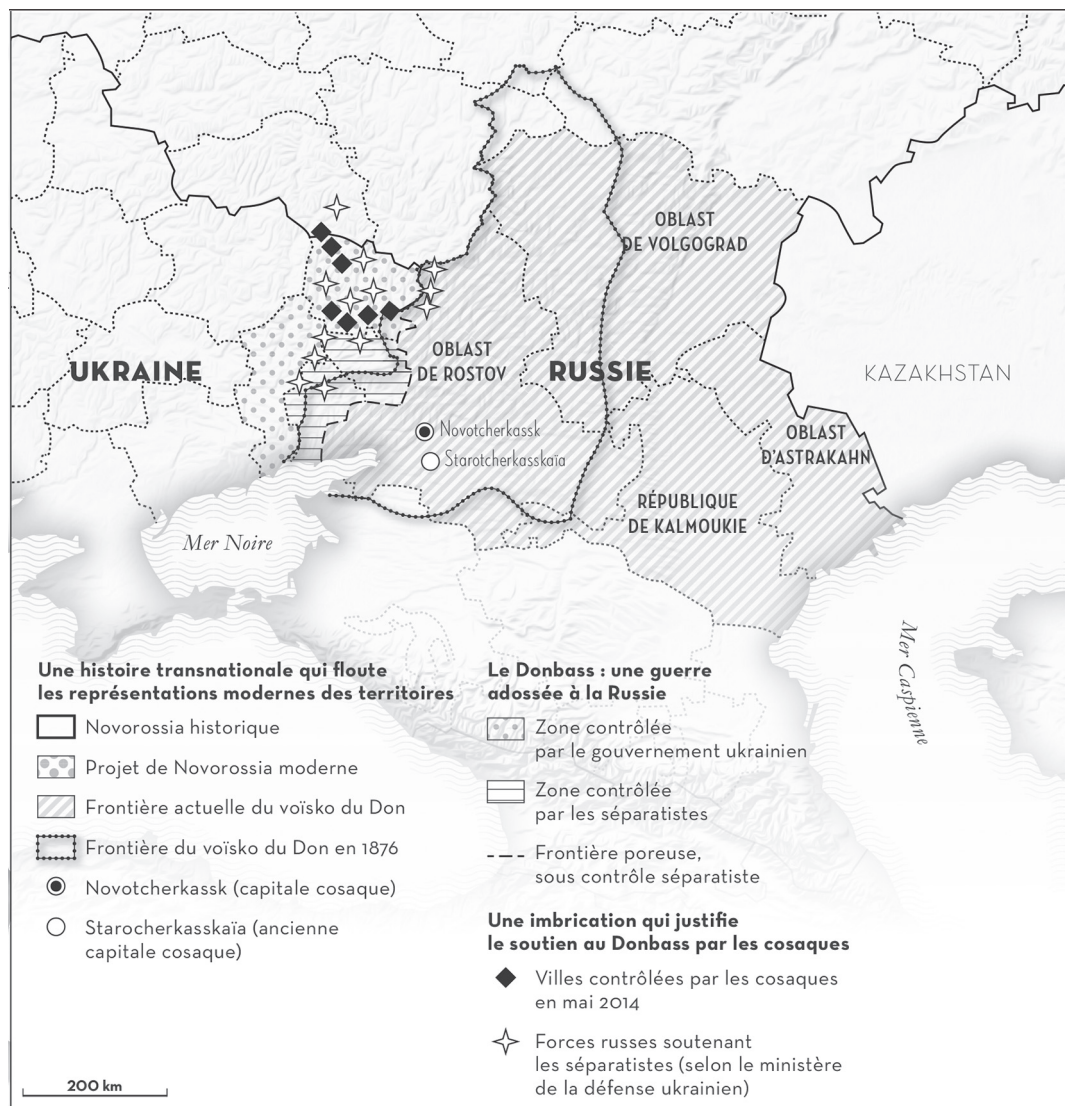 OBLAST
DE VOLGOGRAD
UKRAINE
OBLAST
DE ROSTOV
RUSSIE
KAZAKHSTAN
Novotcherkassk
Starotcherkasskaïa
OBLAST
D'ASTRAKAHN
RÉPUBLIQUE
DE KALMOUKIE
Mer Noire
Mer Caspienne
Une histoire transnationale qui floute
les représentations modernes des territoires
Novorossia historique
Projet de Novorossia moderne
Frontière actuelle du voïsko du Don
Frontière du voïsko du Don en 1876
Novotcherkassk (capitale cosaque)
Starocherkasskaïa (ancienne
capitale cosaque)
Le Donbass : une guerre
adossée à la Russie
Zone contrôlée
par le gouvernement ukrainien
Zone contrôlée
par les séparatistes
Frontière poreuse,
sous contrôle séparatiste
Une imbrication qui justifie
le soutien au Donbass par les cosaques
Villes contrôlées par les cosaques
en mai 2014
Forces russes soutenant
les séparatistes (selon le ministère
de la défense ukrainien)
200 km